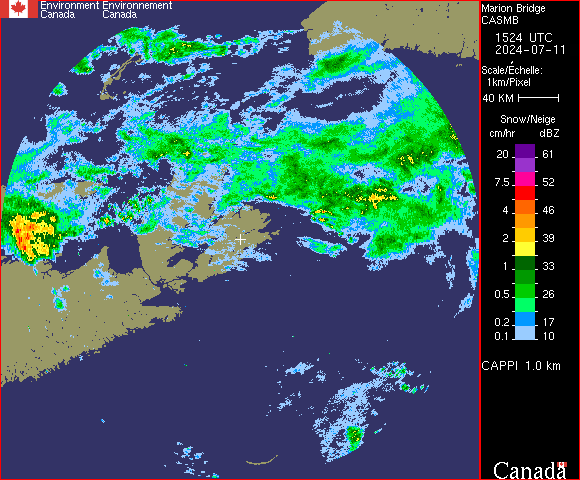 Environment Environnement
Canada Canada
Marion Bridge
CASMB
1524 UTC
2024-07-11
Scale/Échelle:
1km/Pixel
40 KM
Snow/Neige
cm/hr dBZ
20 61
7.5 52
4 46
2 39
1 33
0.5 26
0.2 17
0.1 10
CAPPI 1.0 km
Canada